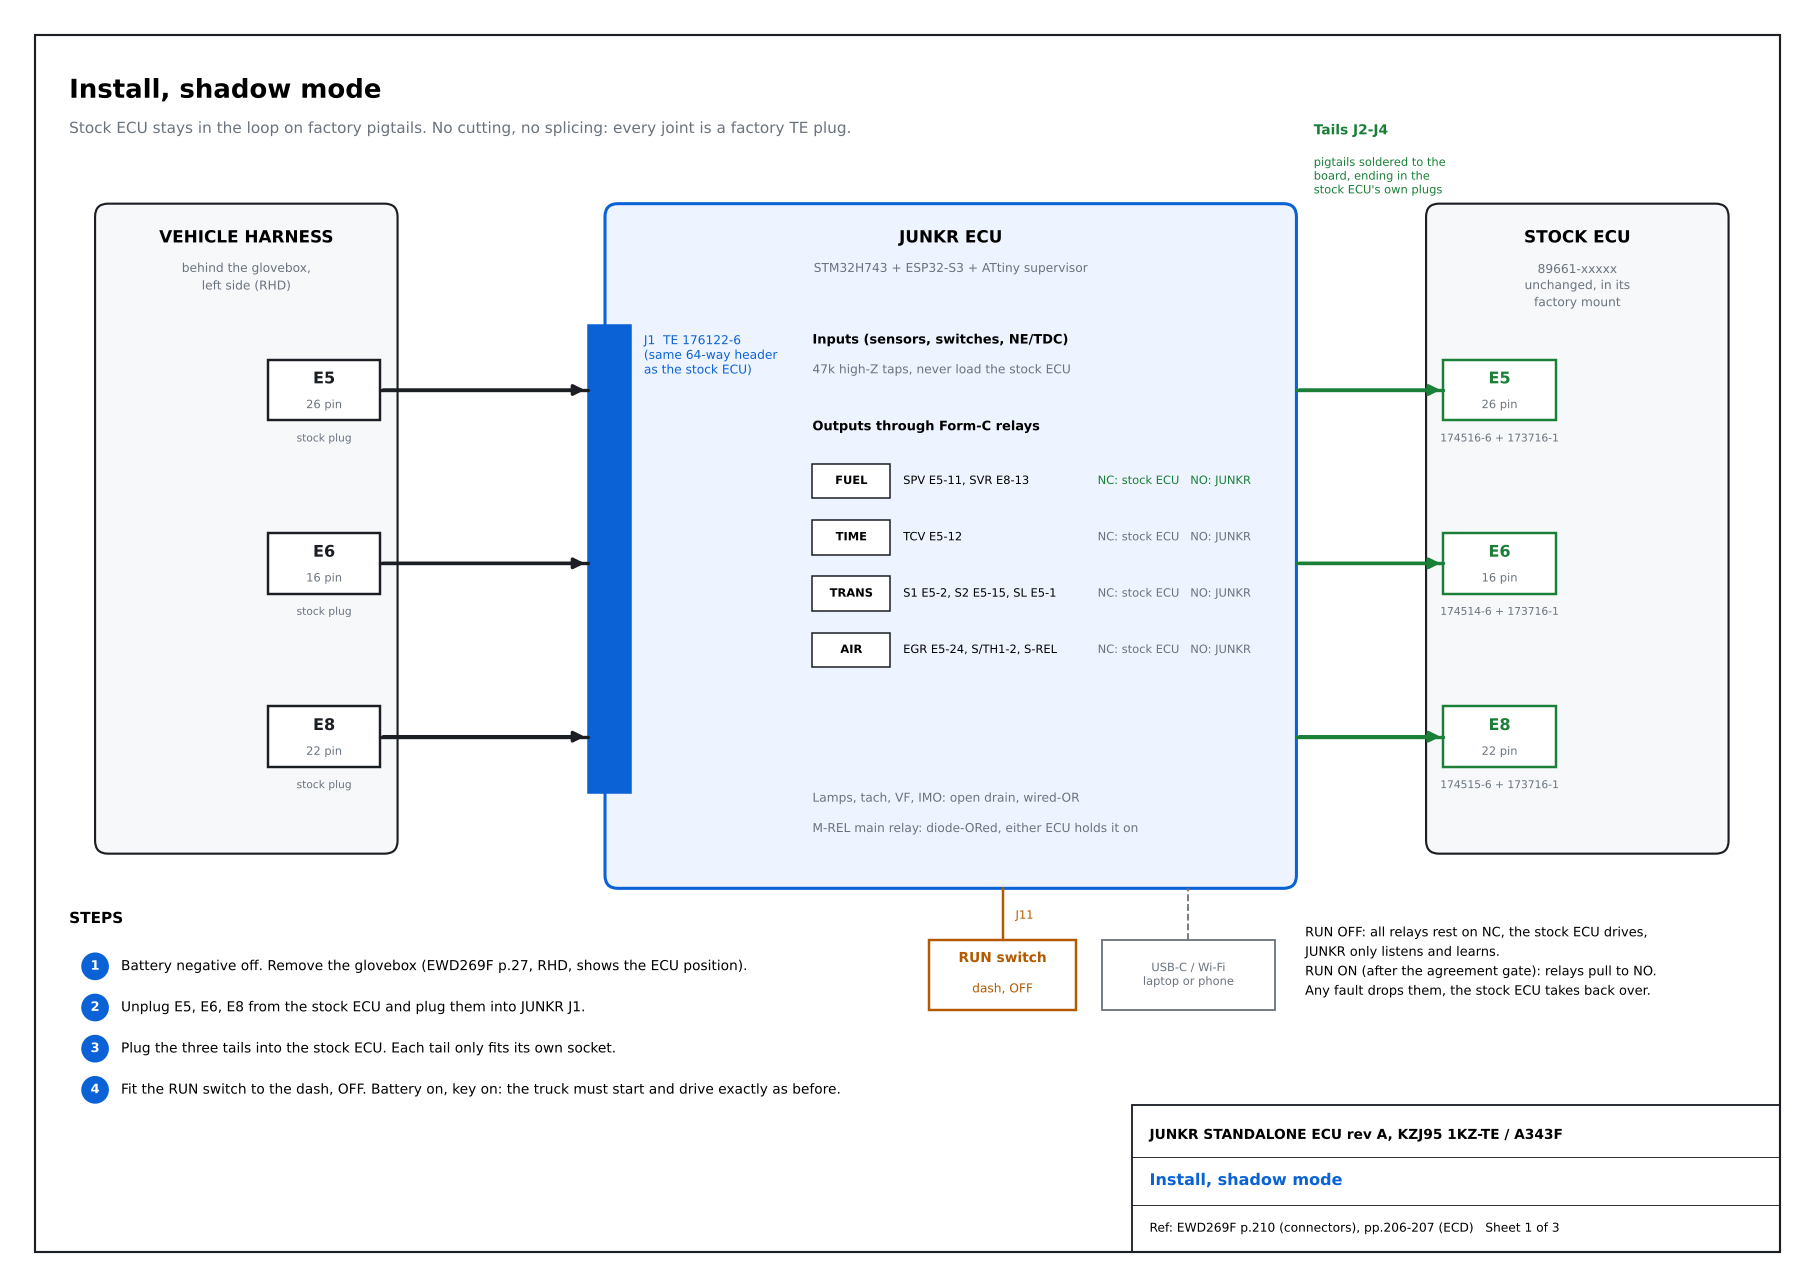 Install, shadow mode
Stock ECU stays in the loop on factory pigtails. No cutting, no splicing: every joint is a factory TE plug.
Tails J2-J4
pigtails soldered to the
board, ending in the
stock ECU's own plugs
VEHICLE HARNESS
behind the glovebox,
left side (RHD)
E5
26 pin
stock plug
E6
16 pin
stock plug
E8
22 pin
stock plug
JUNKR ECU
STM32H743 + ESP32-S3 + ATtiny supervisor
J1  TE 176122-6
(same 64-way header
as the stock ECU)
Inputs (sensors, switches, NE/TDC)
47k high-Z taps, never load the stock ECU
Outputs through Form-C relays
FUEL SPV E5-11, SVR E8-13 NC: stock ECU   NO: JUNKR
TIME TCV E5-12 NC: stock ECU   NO: JUNKR
TRANS S1 E5-2, S2 E5-15, SL E5-1 NC: stock ECU   NO: JUNKR
AIR EGR E5-24, S/TH1-2, S-REL NC: stock ECU   NO: JUNKR
Lamps, tach, VF, IMO: open drain, wired-OR
M-REL main relay: diode-ORed, either ECU holds it on
STOCK ECU
89661-xxxxx
unchanged, in its
factory mount
E5
26 pin
174516-6 + 173716-1
E6
16 pin
174514-6 + 173716-1
E8
22 pin
174515-6 + 173716-1
J11
RUN switch
dash, OFF
USB-C / Wi-Fi
laptop or phone
RUN OFF: all relays rest on NC, the stock ECU drives,
JUNKR only listens and learns.
RUN ON (after the agreement gate): relays pull to NO.
Any fault drops them, the stock ECU takes back over.
STEPS
1 Battery negative off. Remove the glovebox (EWD269F p.27, RHD, shows the ECU position).
2 Unplug E5, E6, E8 from the stock ECU and plug them into JUNKR J1.
3 Plug the three tails into the stock ECU. Each tail only fits its own socket.
4 Fit the RUN switch to the dash, OFF. Battery on, key on: the truck must start and drive exactly as before.
JUNKR STANDALONE ECU rev A, KZJ95 1KZ-TE / A343F
Install, shadow mode
Ref: EWD269F p.210 (connectors), pp.206-207 (ECD)   Sheet 1 of 3